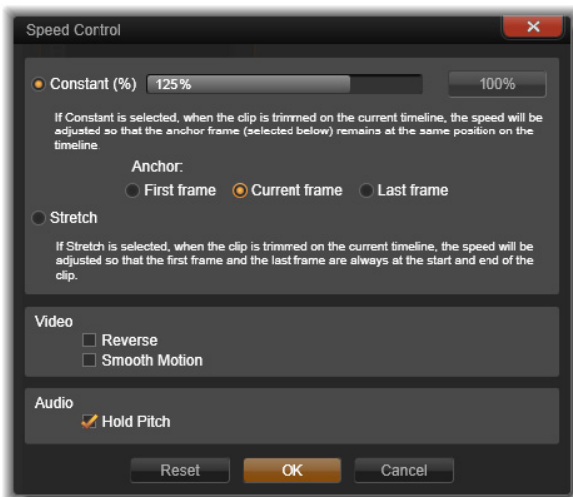 Speed Control
Constant (%) 125% 100%
If Constant is selected, when the clip is trimmed on the current timeline, the speed will be
adjusted so that the anchor frame (selected below) remains at the same position on the
timeline.
Anchor:
First frame Current frame Last frame
Stretch
If Stretch is selected, when the clip is trimmed on the current timeline, the speed will be
adjusted so that the first frame and the last frame are always at the start and end of the
clip.
Video
Reverse
Smooth Motion
Audio
Hold Pitch
Reset OK Cancel